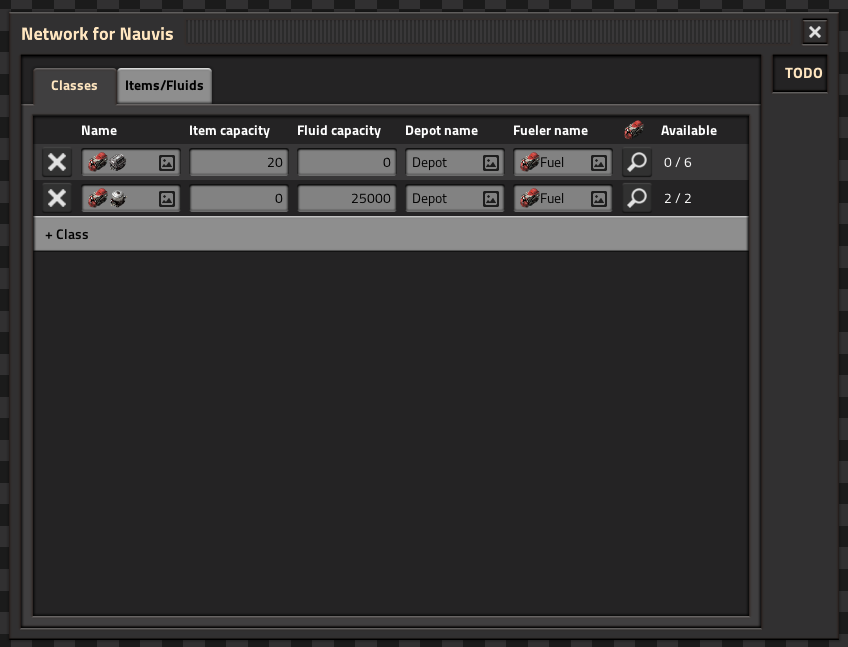 Network for Nauvis
TODO
Classes Items/Fluids
Name Item capacity Fluid capacity Depot name Fueler name Available
20 0 Depot Fuel 0 / 6
0 25000 Depot Fuel 2 / 2
+ Class